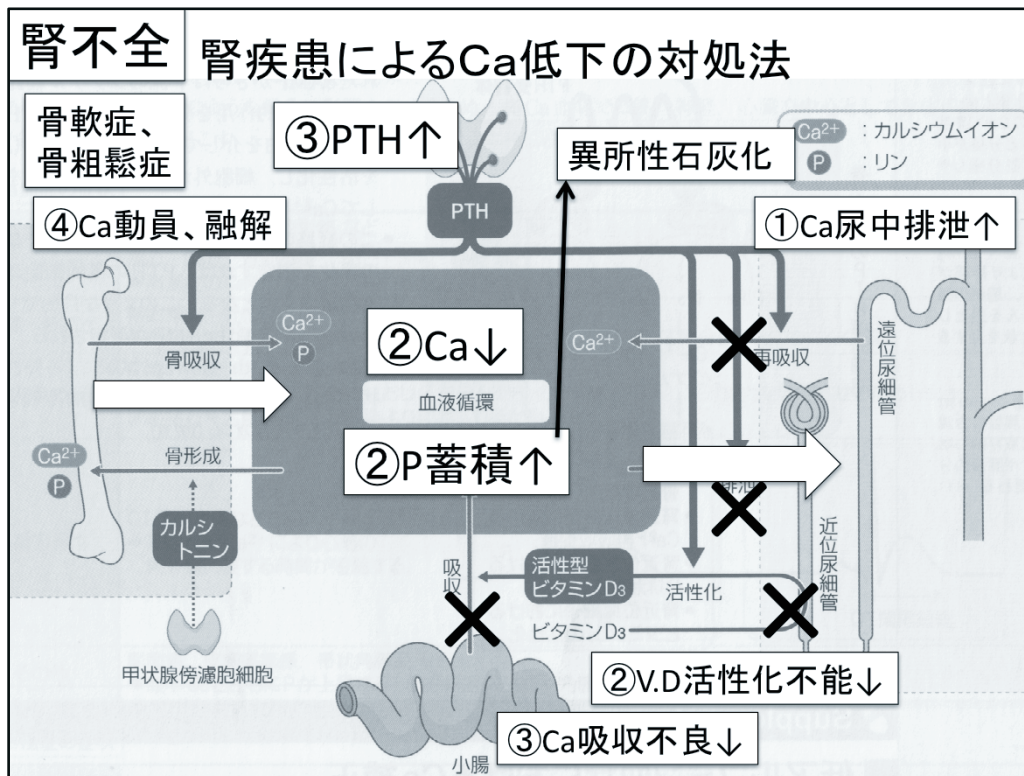 腎不全
腎疾患によるCa低下の対処法
骨軟症、
骨粗鬆症
③PTH↑
異所性石灰化
Ca²⁺ ：カルシウムイオン
P ：リン
④Ca動員、融解
PTH
①Ca尿中排泄↑
Ca²⁺
P
骨吸収
②Ca↓
Ca²⁺
再吸収
遠位尿細管
血液循環
②P蓄積↑
Ca²⁺
P
骨形成
排泄
カルシ
トニン
吸収
活性型
ビタミンD₃
活性化
近位尿細管
ビタミンD₃
甲状腺傍濾胞細胞
②V.D活性化不能↓
③Ca吸収不良↓
小腸